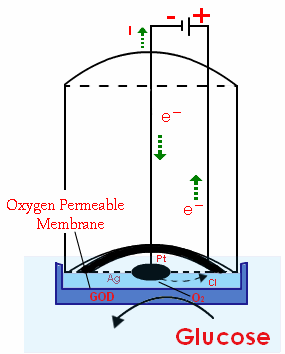 - +
I
e⁻
e⁻
Oxygen Permeable
Membrane
Pt
Ag
Cl
GOD
O₂
Glucose